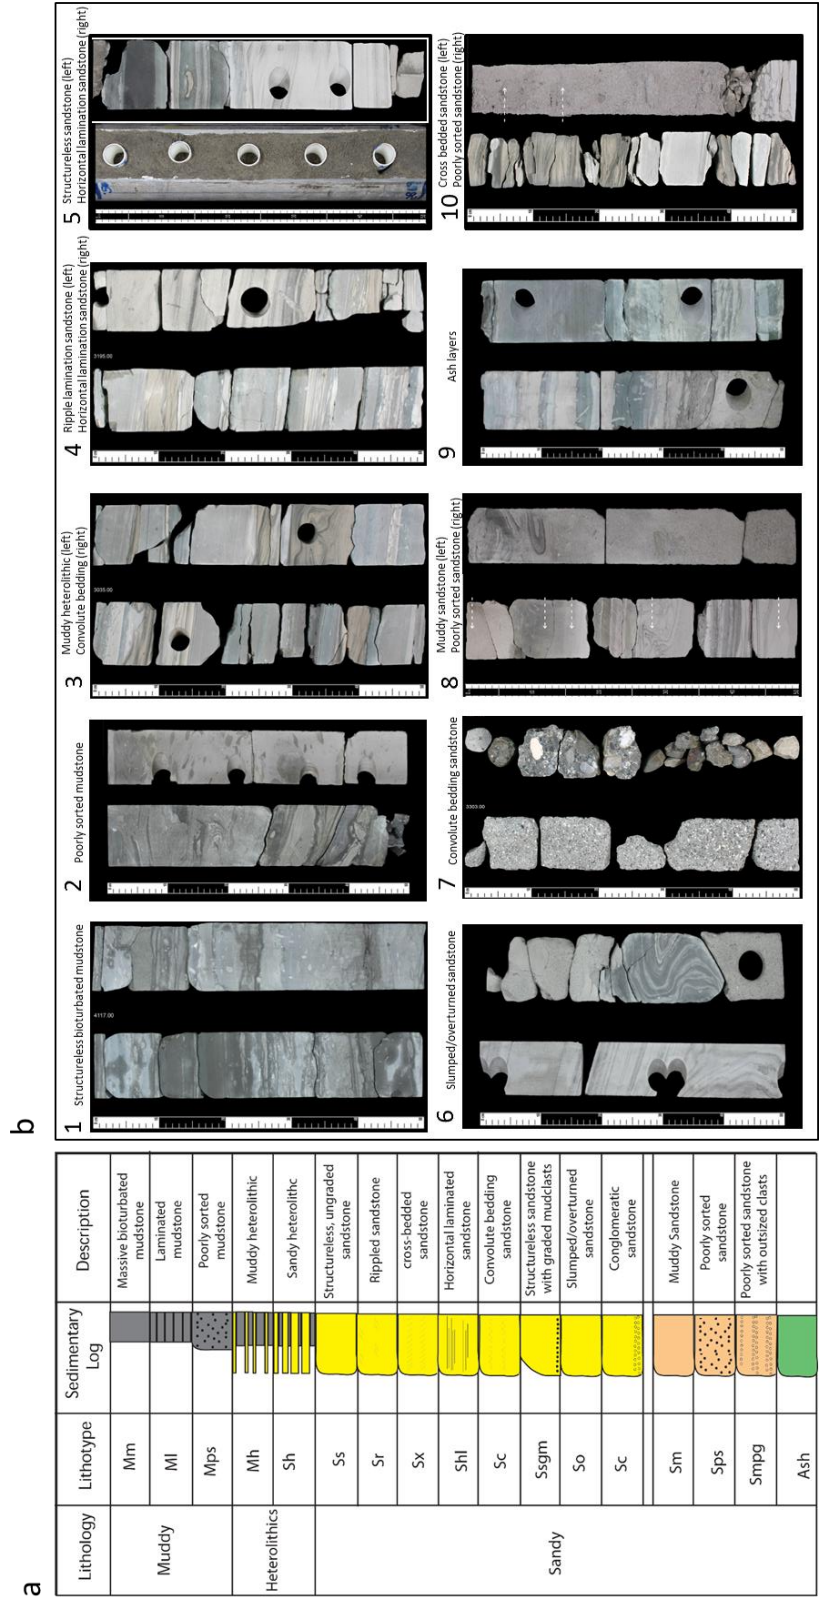 a
Lithology
Lithotype
Sedimentary
Log
Description
Muddy
Mm
Massive bioturbated
mudstone
Ml
Laminated
mudstone
Mps
Poorly sorted
mudstone
Heterolithics
Mh
Muddy heterolithic
Sh
Sandy heterolithc
Sandy
Ss
Structureless, ungraded
sandstone
Sr
Rippled sandstone
Sx
cross-bedded
sandstone
Shl
Horizontal laminated
sandstone
Sc
Convolute bedding
sandstone
Ssgm
Structureless sandstone
with graded mudclasts
So
Slumped/overturned
sandstone
Sc
Conglomeratic
sandstone
Sm
Muddy Sandstone
Sps
Poorly sorted
sandstone
Smpg
Poorly sorted sandstone
with outsized clasts
Ash
b
1
Structureless bioturbated mudstone
4117.00
2
Poorly sorted mudstone
3
Muddy heterolithic (left)
Convolute bedding (right)
3035.00
4
Ripple lamination sandstone (left)
Horizontal lamination sandstone (right)
3195.00
5
Structureless sandstone (left)
Horizontal lamination sandstone (right)
6
Slumped/overturned sandstone
7
Convolute bedding sandstone
3303.00
8
Muddy sandstone (left)
Poorly sorted sandstone (right)
9
Ash layers
10
Cross bedded sandstone (left)
Poorly sorted sandstone (right)